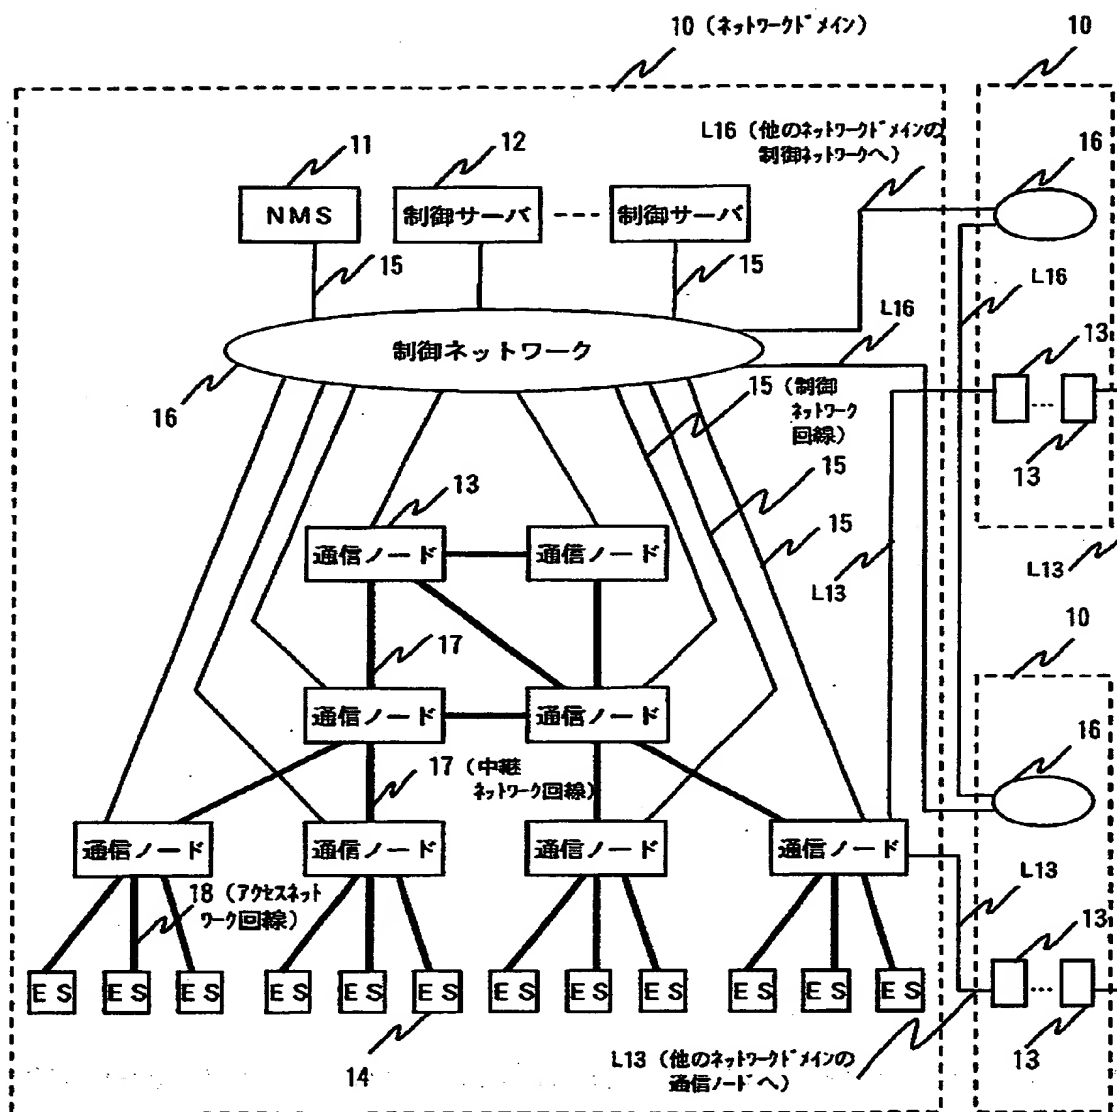 10 (ネットワークドメイン)
10
L16 (他のネットワークドメインの
制御ネットワークへ)
11
12
16
NMS
制御サーバ
制御サーバ
15
15
L16
L16
制御ネットワーク
13
16
15 (制御
ネットワーク
回線)
13
13
15
15
通信ノード
通信ノード
L13
L13
17
10
通信ノード
通信ノード
16
17 (中継
ネットワーク回線)
通信ノード
通信ノード
通信ノード
通信ノード
L13
18 (アクセスネット
ワーク回線)
13
ES
ES
ES
ES
ES
ES
ES
ES
ES
ES
ES
ES
14
L13 (他のネットワークドメインの
通信ノードへ)
13